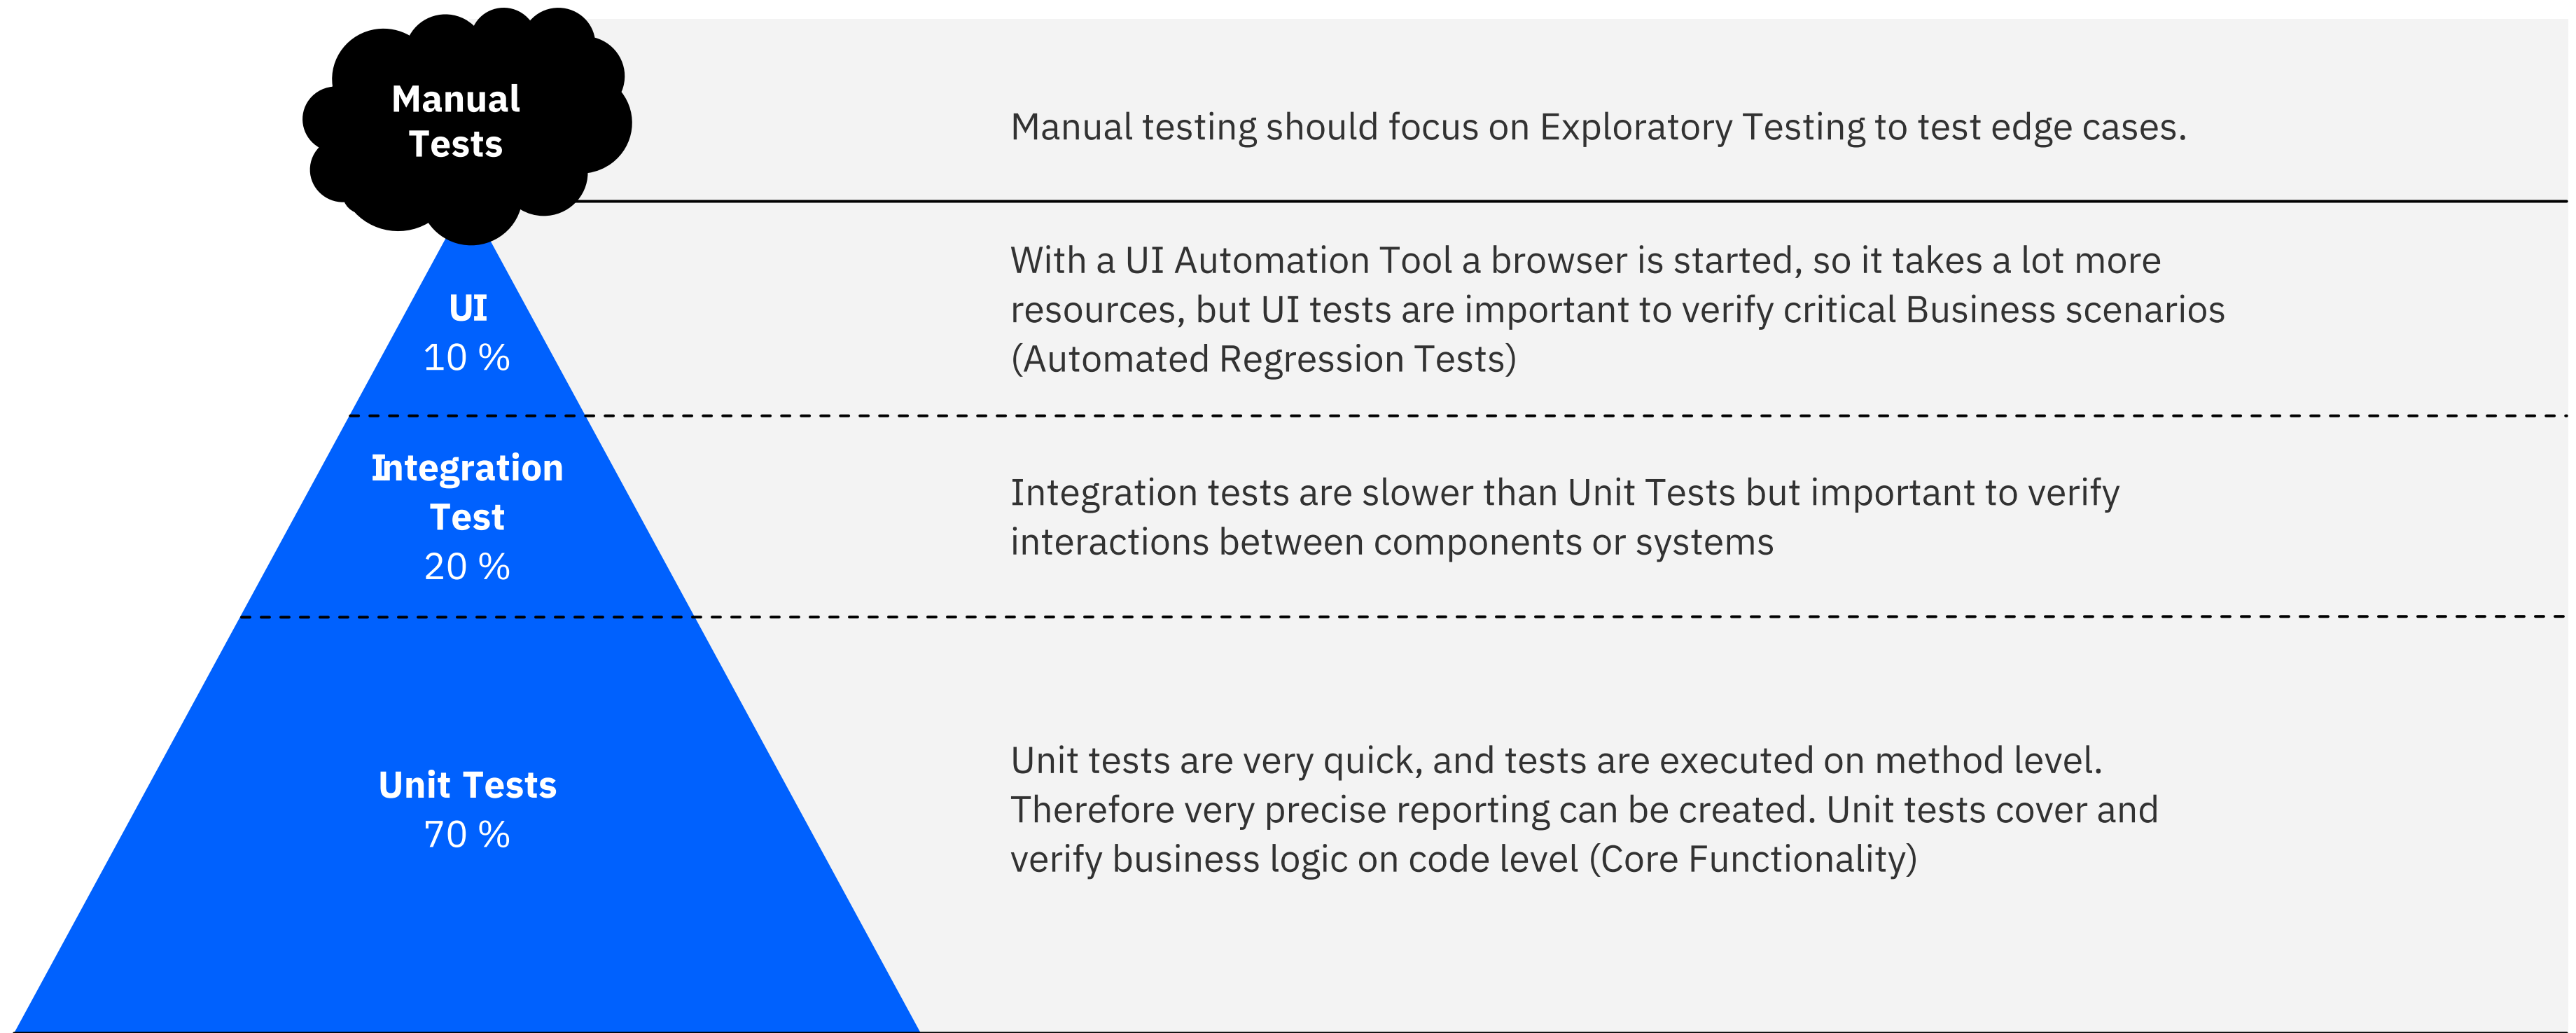 Manual
Tests
Manual testing should focus on Exploratory Testing to test edge cases.
UI
10 %
With a UI Automation Tool a browser is started, so it takes a lot more
resources, but UI tests are important to verify critical Business scenarios
(Automated Regression Tests)
Integration
Test
20 %
Integration tests are slower than Unit Tests but important to verify
interactions between components or systems
Unit Tests
70 %
Unit tests are very quick, and tests are executed on method level.
Therefore very precise reporting can be created. Unit tests cover and
verify business logic on code level (Core Functionality)